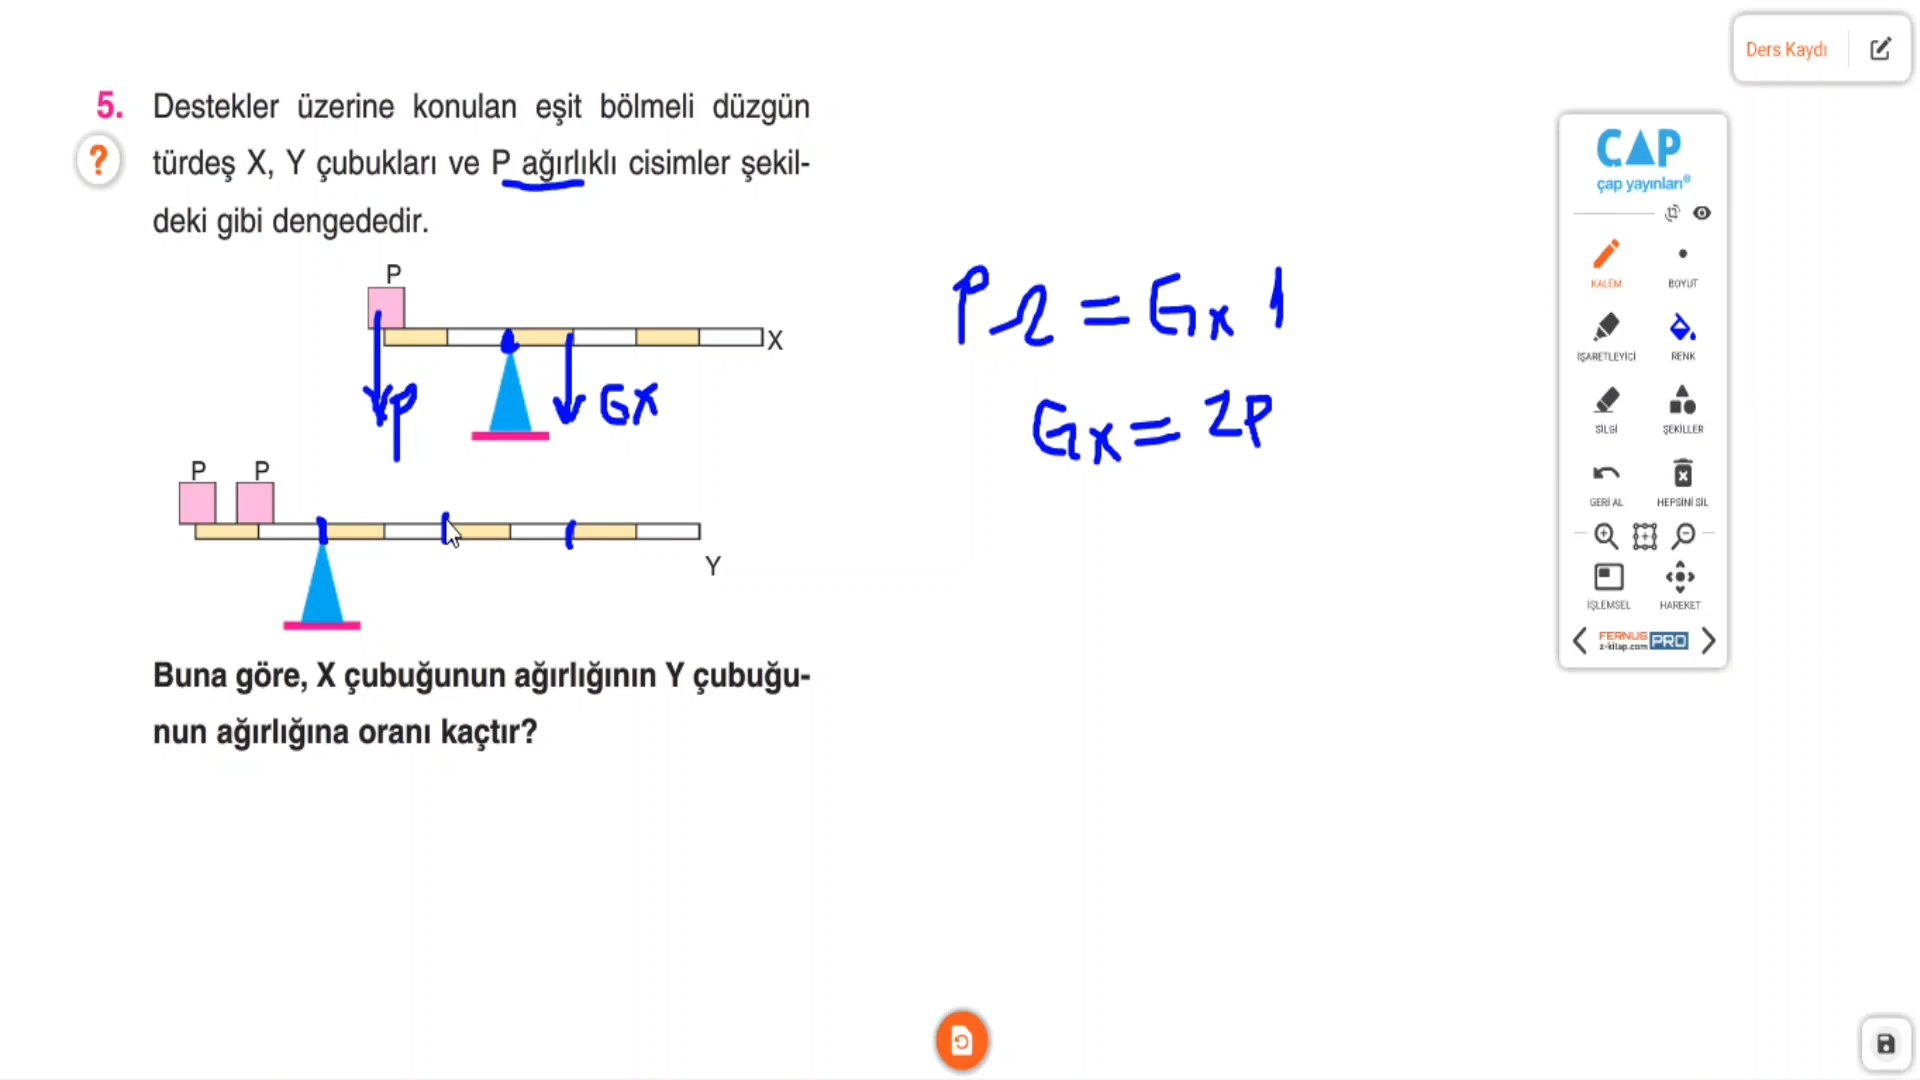 Ders Kaydı
5. Destekler üzerine konulan eşit bölmeli düzgün
türdeş X, Y çubukları ve P ağırlıklı cisimler şekil-
deki gibi dengededir.
P
X
P
GX
P P
Y
P . 2 = Gx 1
Gx = 2P
Buna göre, X çubuğunun ağırlığının Y çubuğu-
nun ağırlığına oranı kaçtır?
ÇAP
çap yayınları®
KALEM BOYUT
İŞARETLEYİCİ RENK
SİLGİ ŞEKİLLER
GERİ AL HEPSİNİ SİL
İŞLEMSEL HAREKET
FERNUS PRO
z-kitap.com